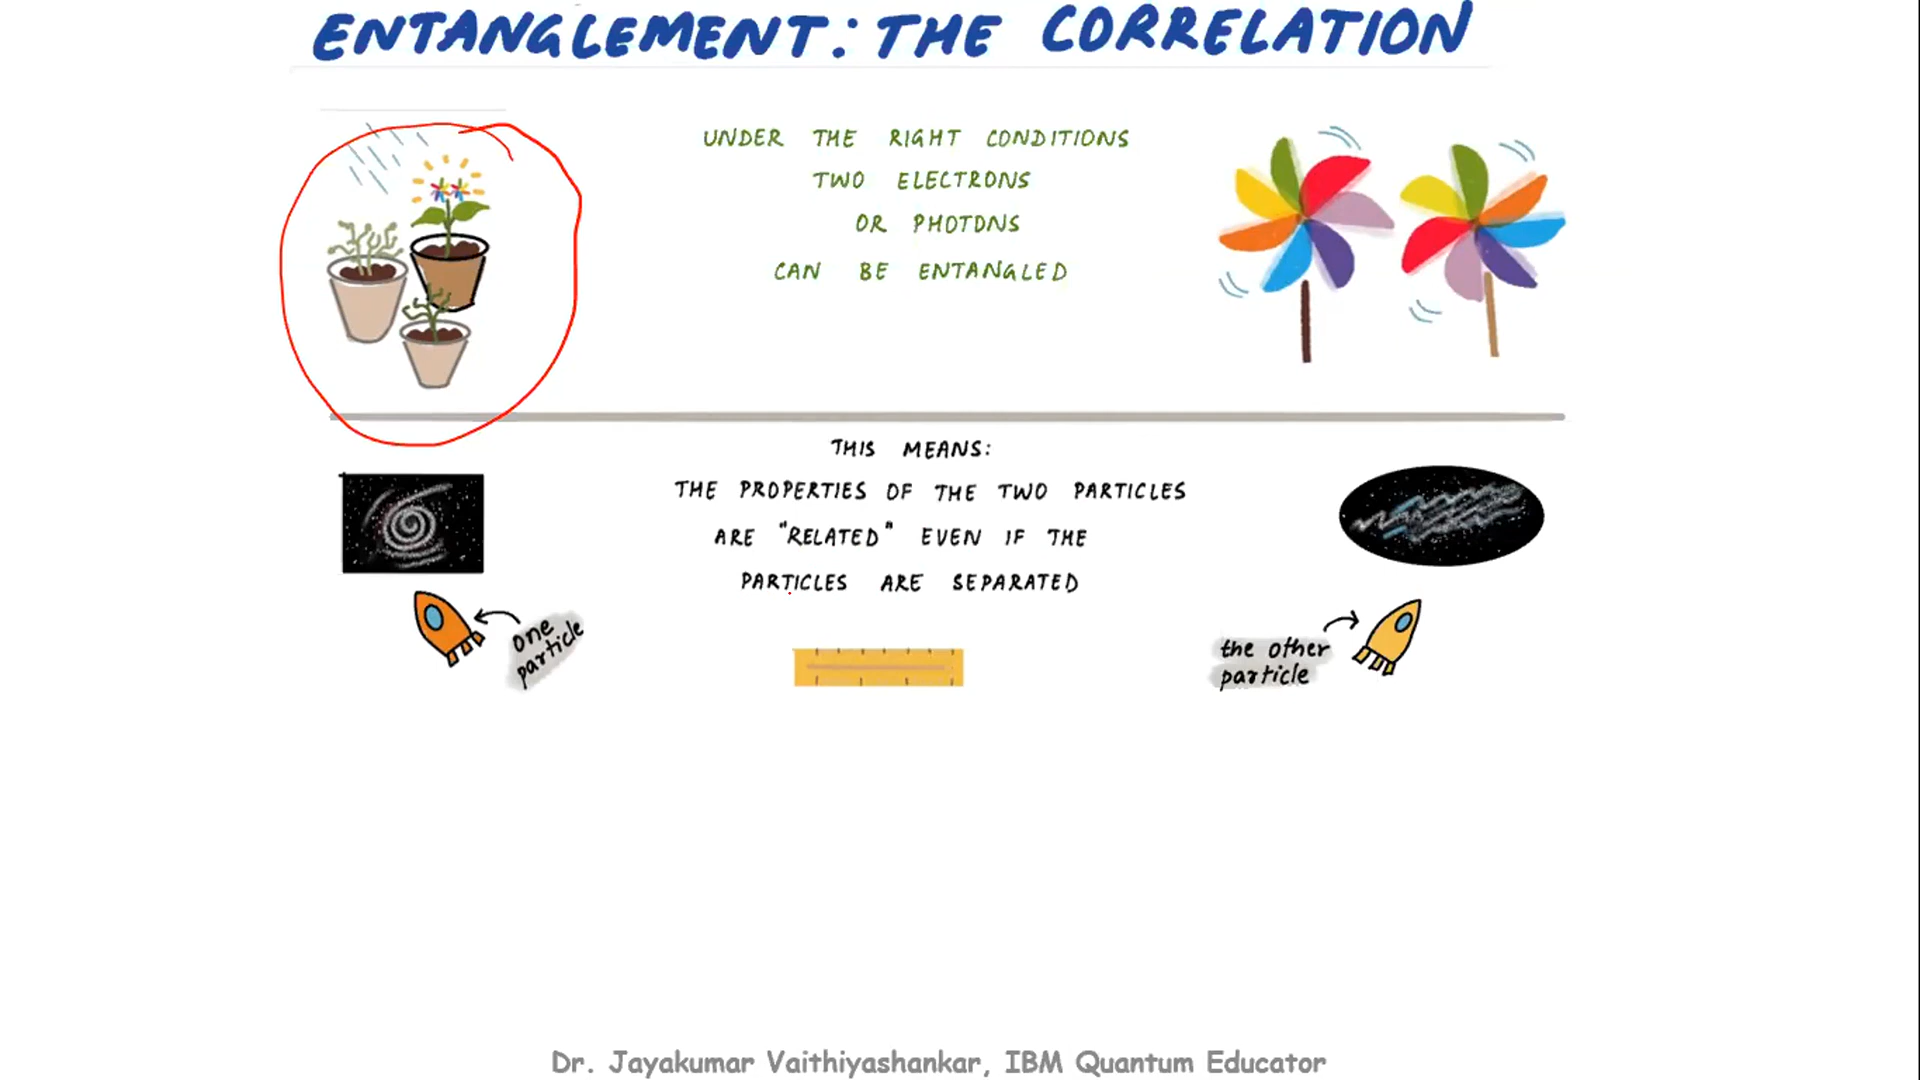 ENTANGLEMENT: THE CORRELATION
UNDER THE RIGHT CONDITIONS
TWO ELECTRONS
OR PHOTONS
CAN BE ENTANGLED
THIS MEANS:
THE PROPERTIES OF THE TWO PARTICLES
ARE "RELATED" EVEN IF THE
PARTICLES ARE SEPARATED
one
particle
the other
particle
Dr. Jayakumar Vaithiyashankar, IBM Quantum Educator